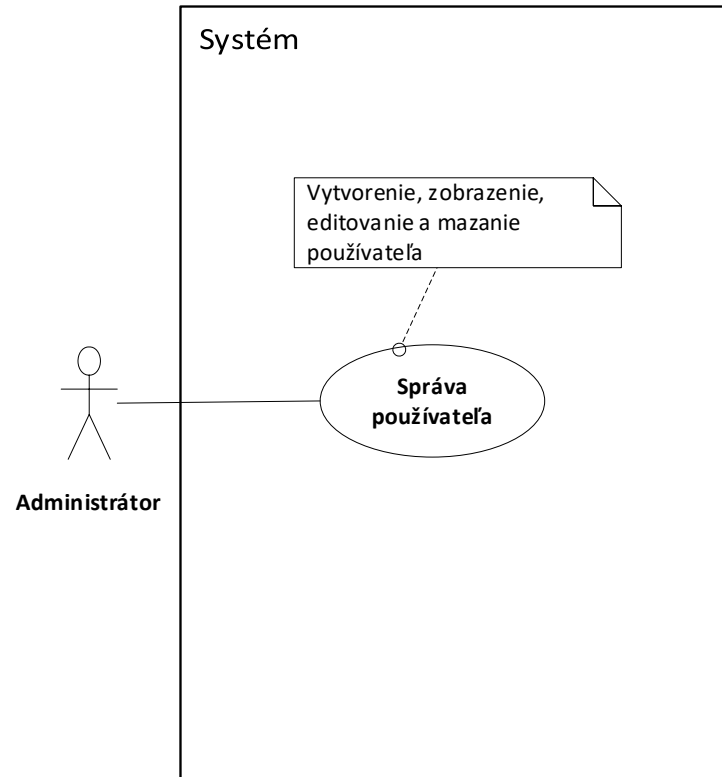 Systém
Vytvorenie, zobrazenie,
editovanie a mazanie
používateľa
Správa
používateľa
Administrátor